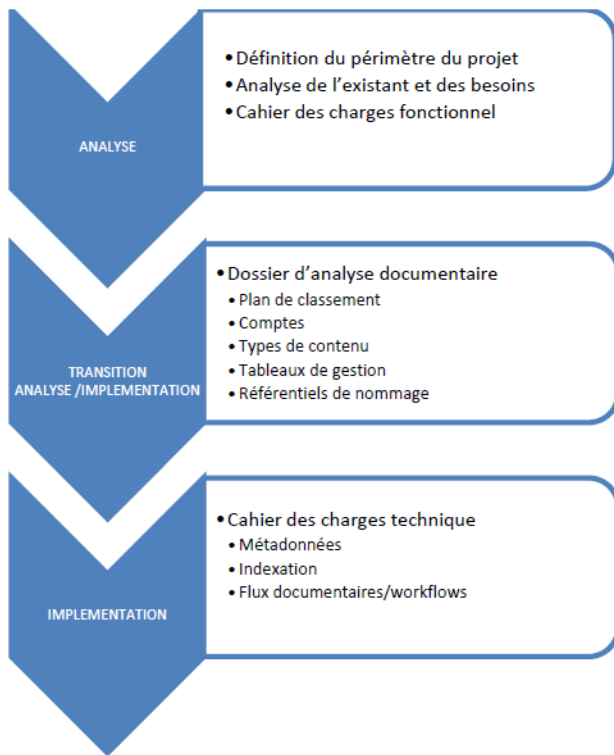 ANALYSE
•Définition du périmètre du projet
•Analyse de l'existant et des besoins
•Cahier des charges fonctionnel
TRANSITION
ANALYSE /IMPLEMENTATION
•Dossier d'analyse documentaire
•Plan de classement
•Comptes
•Types de contenu
•Tableaux de gestion
•Référentiels de nommage
IMPLEMENTATION
•Cahier des charges technique
•Métadonnées
•Indexation
•Flux documentaires/workflows